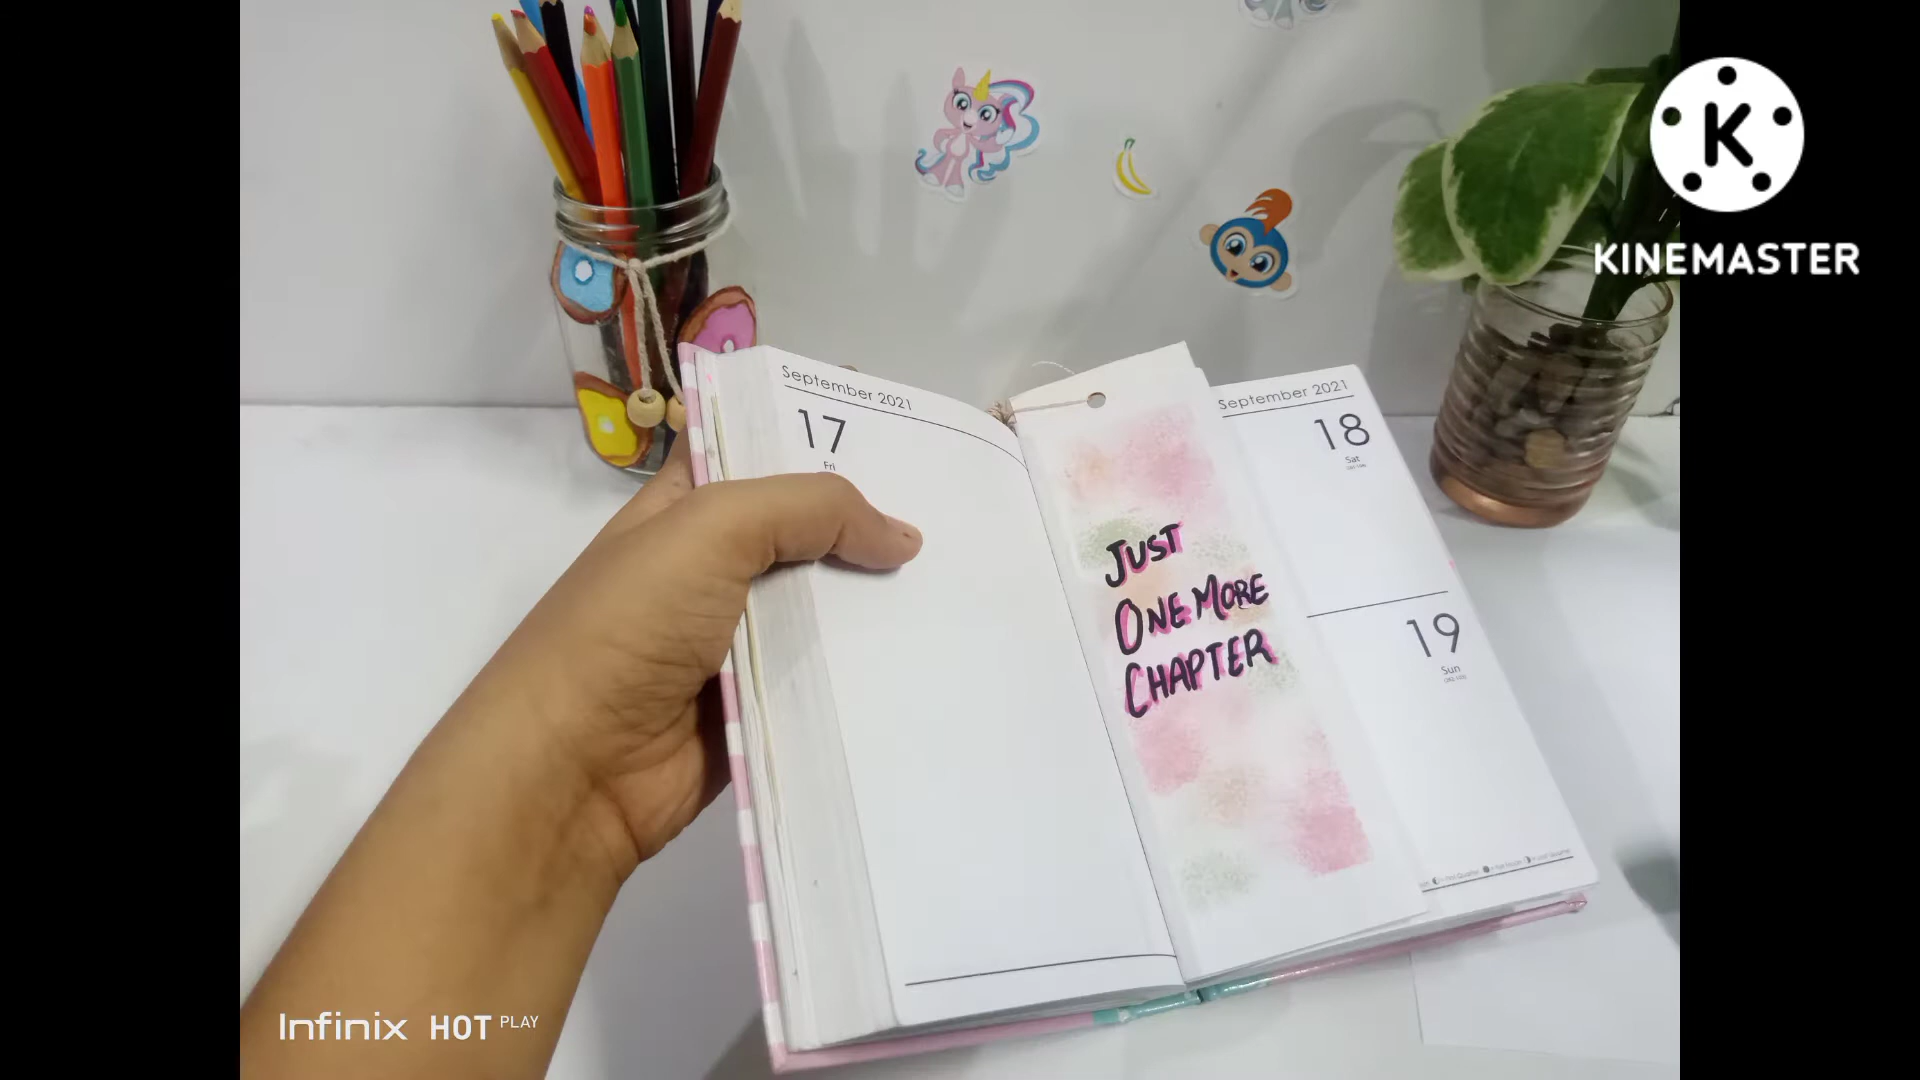 K
KINEMASTER
September 2021
17
Fri
September 2021
18
Sat
JUST
ONE MORE
CHAPTER
19
Sun
Infinix HOT PLAY